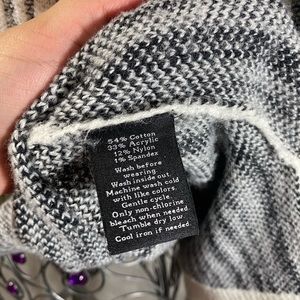 54% Cotton
33% Acrylic
12% Nylon
1% Spandex
Wash before
wearing.
Wash inside out.
Machine wash cold
with like colors.
Gentle cycle.
Only non-chlorine
bleach when needed.
Tumble dry low.
Cool iron if needed.